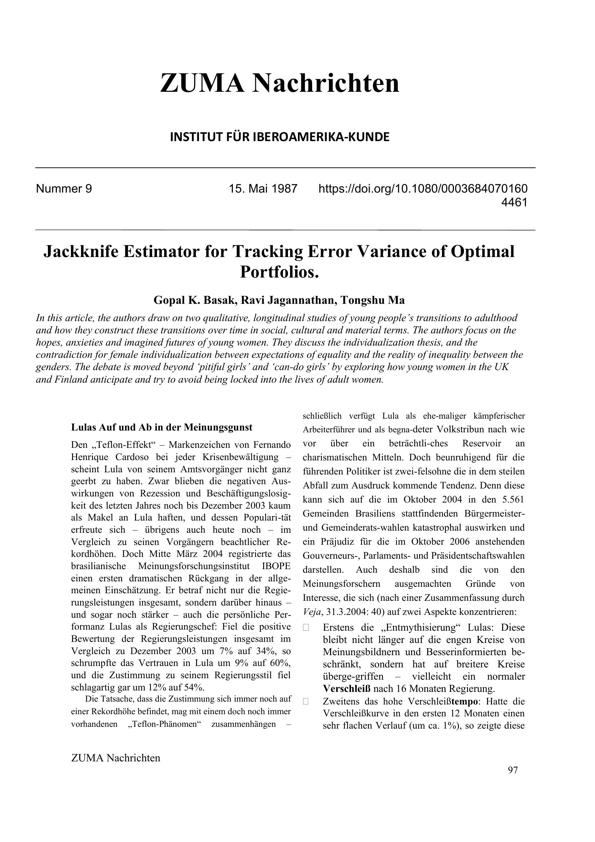 ZUMA Nachrichten
INSTITUT FÜR IBEROAMERIKA-KUNDE
Nummer 9 15. Mai 1987 https://doi.org/10.1080/0003684070160
4461
Jackknife Estimator for Tracking Error Variance of Optimal
Portfolios.
Gopal K. Basak, Ravi Jagannathan, Tongshu Ma
In this article, the authors draw on two qualitative, longitudinal studies of young people's transitions to adulthood
and how they construct these transitions over time in social, cultural and material terms. The authors focus on the
hopes, anxieties and imagined futures of young women. They discuss the individualization thesis, and the
contradiction for female individualization between expectations of equality and the reality of inequality between the
genders. The debate is moved beyond ‘pitiful girls’ and ‘can-do girls’ by exploring how young women in the UK
and Finland anticipate and try to avoid being locked into the lives of adult women.
Lulas Auf und Ab in der Meinungsgunst
Den „Teflon-Effekt“ – Markenzeichen von Fernando
Henrique Cardoso bei jeder Krisenbewältigung –
scheint Lula von seinem Amtsvorgänger nicht ganz
geerbt zu haben. Zwar blieben die negativen Aus-
wirkungen von Rezession und Beschäftigungslosig-
keit des letzten Jahres noch bis Dezember 2003 kaum
als Makel an Lula haften, und dessen Populari-tät
erfreute sich – übrigens auch heute noch – im
Vergleich zu seinen Vorgängern beachtlicher Re-
kordhöhen. Doch Mitte März 2004 registrierte das
brasilianische Meinungsforschungsinstitut IBOPE
einen ersten dramatischen Rückgang in der allge-
meinen Einschätzung. Er betraf nicht nur die Regie-
rungsleistungen insgesamt, sondern darüber hinaus –
und sogar noch stärker – auch die persönliche Per-
formanz Lulas als Regierungschef: Fiel die positive
Bewertung der Regierungsleistungen insgesamt im
Vergleich zu Dezember 2003 um 7% auf 34%, so
schrumpfte das Vertrauen in Lula um 9% auf 60%,
und die Zustimmung zu seinem Regierungsstil fiel
schlagartig gar um 12% auf 54%.
Die Tatsache, dass die Zustimmung sich immer noch auf
einer Rekordhöhe befindet, mag mit einem doch noch immer
vorhandenen „Teflon-Phänomen“ zusammenhängen –
schließlich verfügt Lula als ehe-maliger kämpferischer
Arbeiterführer und als begna-deter Volkstribun nach wie
vor über ein beträchtli-ches Reservoir an
charismatischen Mitteln. Doch beunruhigend für die
führenden Politiker ist zwei-felsohne die in dem steilen
Abfall zum Ausdruck kommende Tendenz. Denn diese
kann sich auf die im Oktober 2004 in den 5.561
Gemeinden Brasiliens stattfindenden Bürgermeister-
und Gemeinderats-wahlen katastrophal auswirken und
ein Präjudiz für die im Oktober 2006 anstehenden
Gouverneurs-, Parlaments- und Präsidentschaftswahlen
darstellen. Auch deshalb sind die von den
Meinungsforschern ausgemachten Gründe von
Interesse, die sich (nach einer Zusammenfassung durch
Veja, 31.3.2004: 40) auf zwei Aspekte konzentrieren:
Erstens die „Entmythisierung“ Lulas: Diese
bleibt nicht länger auf die engen Kreise von
Meinungsbildnern und Besserinformierten be-
schränkt, sondern hat auf breitere Kreise
überge-griffen – vielleicht ein normaler
Verschleiß nach 16 Monaten Regierung.
Zweitens das hohe Verschleißtempo: Hatte die
Verschleißkurve in den ersten 12 Monaten einen
sehr flachen Verlauf (um ca. 1%), so zeigte diese
ZUMA Nachrichten
97